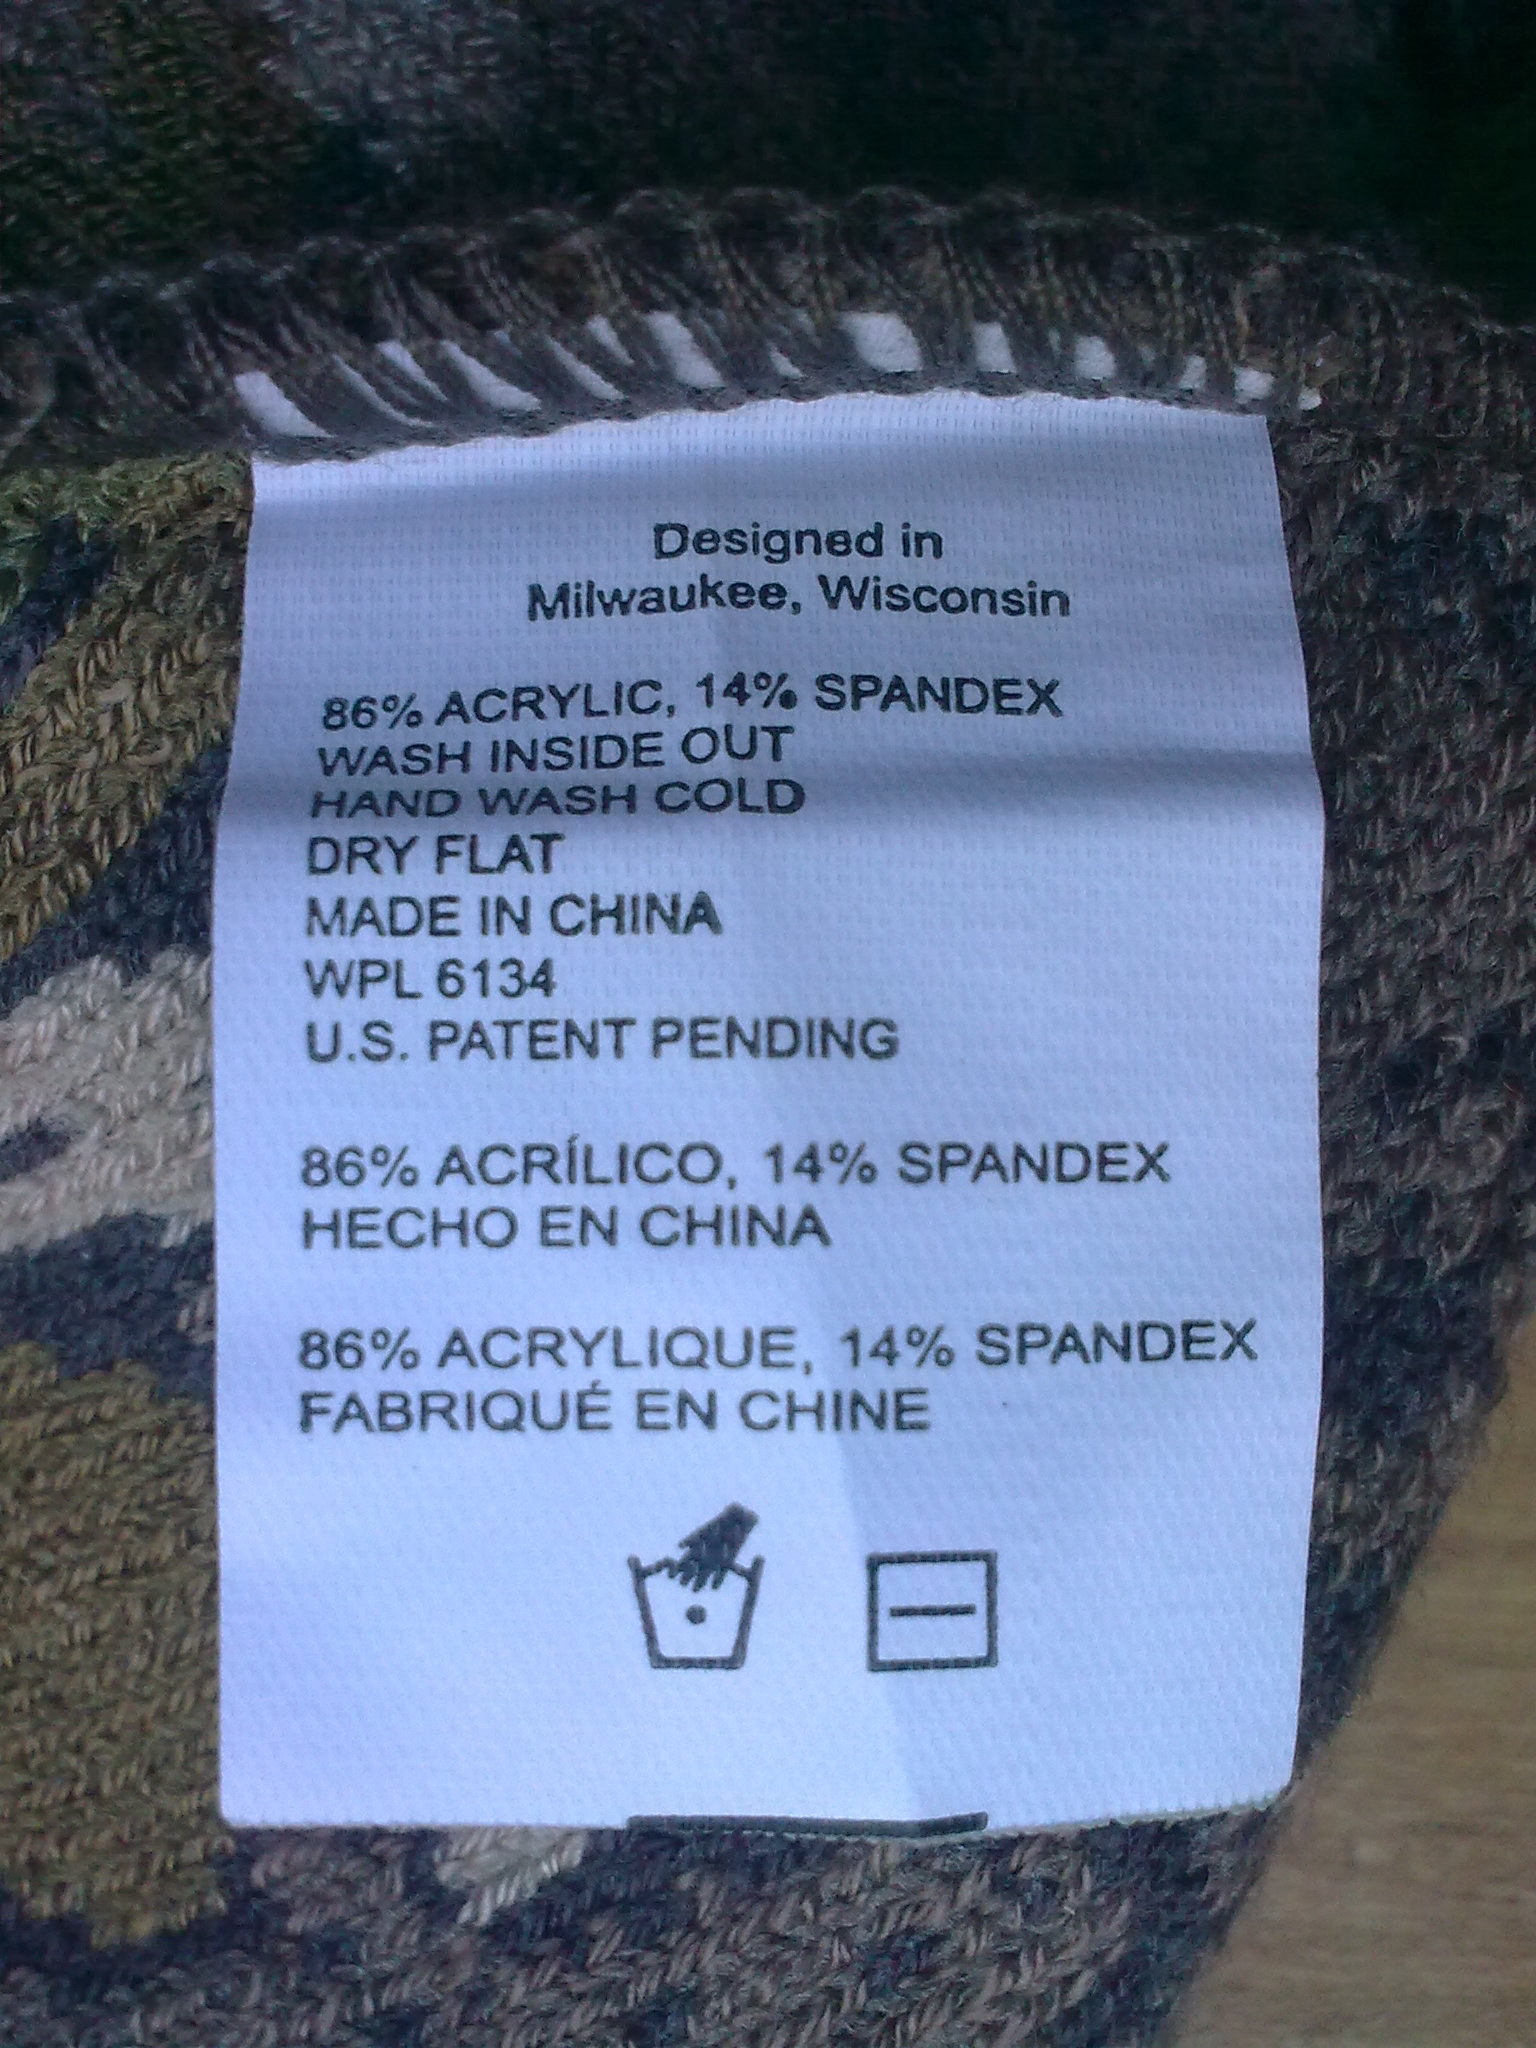 Designed in
Milwaukee, Wisconsin
86% ACRYLIC, 14% SPANDEX
WASH INSIDE OUT
HAND WASH COLD
DRY FLAT
MADE IN CHINA
WPL 6134
U.S. PATENT PENDING
86% ACRÍLICO, 14% SPANDEX
HECHO EN CHINA
86% ACRYLIQUE, 14% SPANDEX
FABRIQUÉ EN CHINE